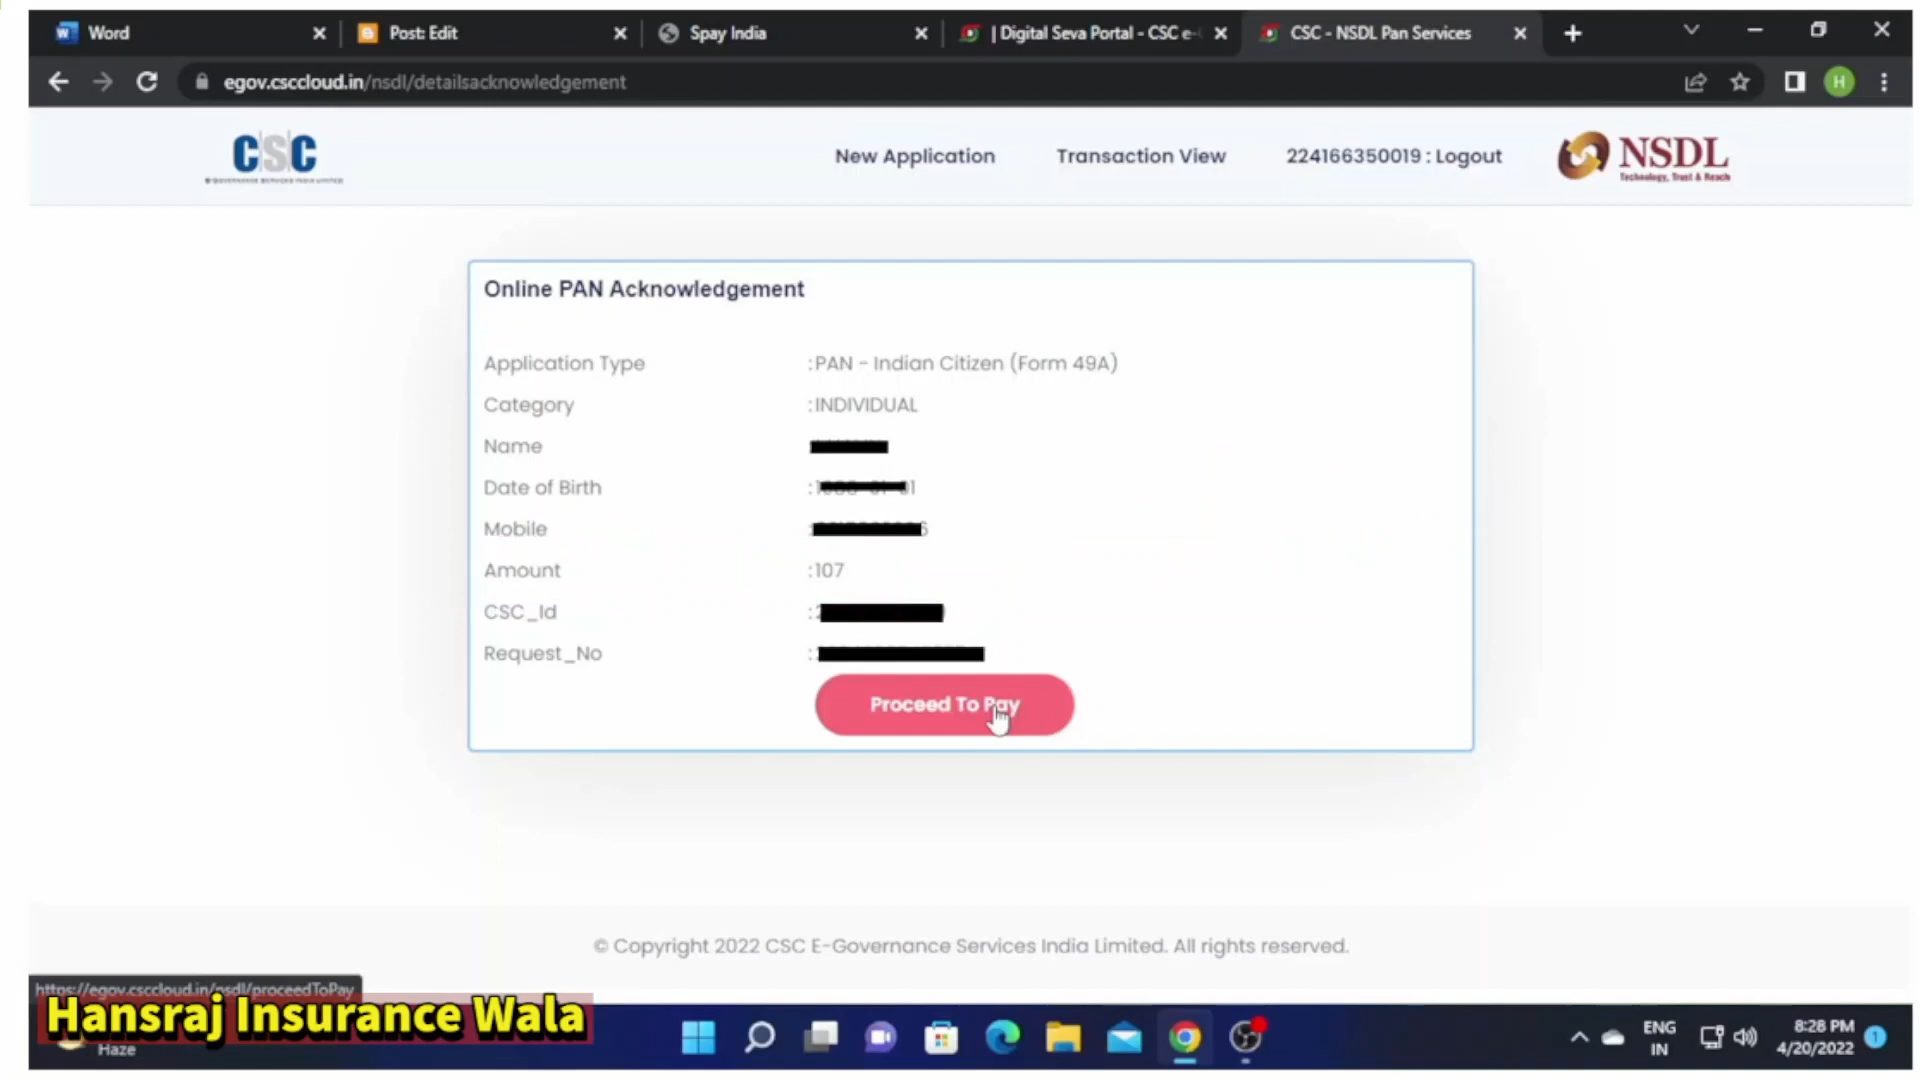 Word
Post: Edit
Spay India
| Digital Seva Portal - CSC e-
CSC - NSDL Pan Services
egov.csccloud.in/nsdl/detailsacknowledgement
H
CSC
New Application
Transaction View
224166350019 : Logout
NSDL
Technology, Trust & Reach
Online PAN Acknowledgement
Application Type :PAN - Indian Citizen (Form 49A)
Category :INDIVIDUAL
Name
Date of Birth :
Mobile :
Amount :107
CSC_Id :
Request_No :
Proceed To Pay
© Copyright 2022 CSC E-Governance Services India Limited. All rights reserved.
https://egov.csccloud.in/nsdl/proceedToPay
Hansraj Insurance Wala
Haze
ENG
IN
8:28 PM
4/20/2022
1